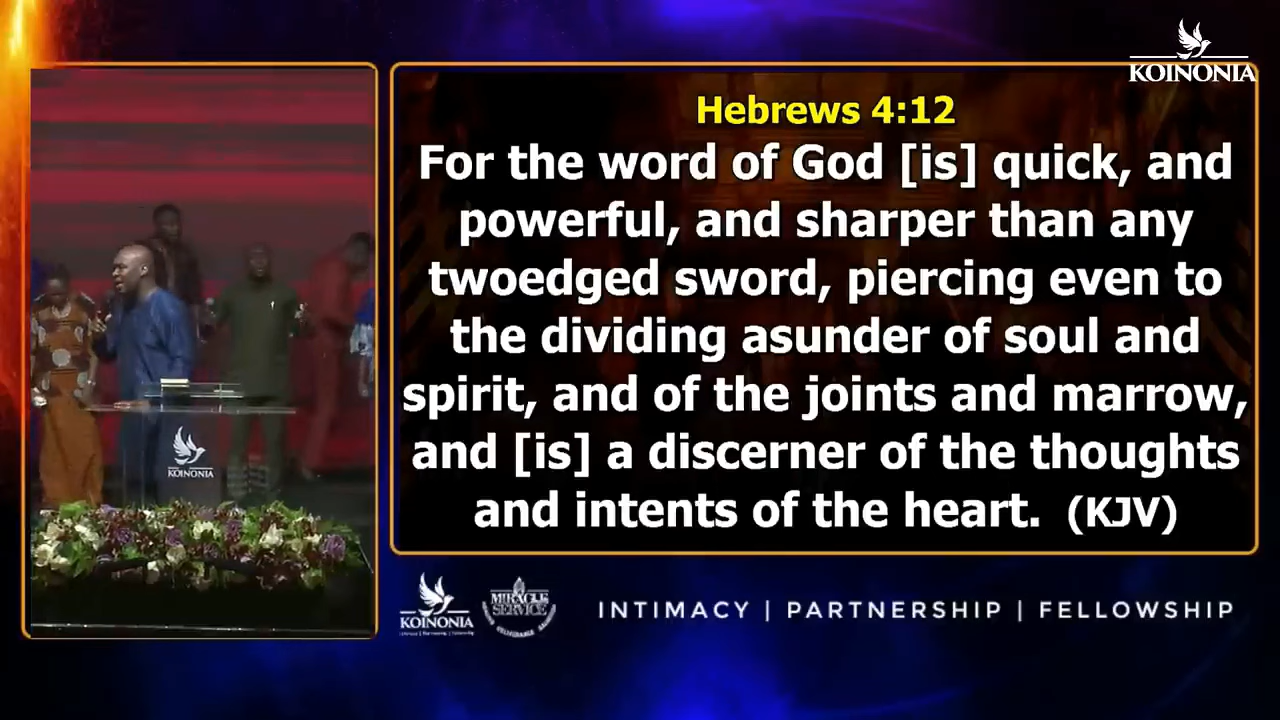 KOINONIA
Hebrews 4:12
For the word of God [is] quick, and
powerful, and sharper than any
twoedged sword, piercing even to
the dividing asunder of soul and
spirit, and of the joints and marrow,
and [is] a discerner of the thoughts
and intents of the heart. (KJV)
KOINONIA
KOINONIA
MIRACLE
SERVICE
INTIMACY | PARTNERSHIP | FELLOWSHIP